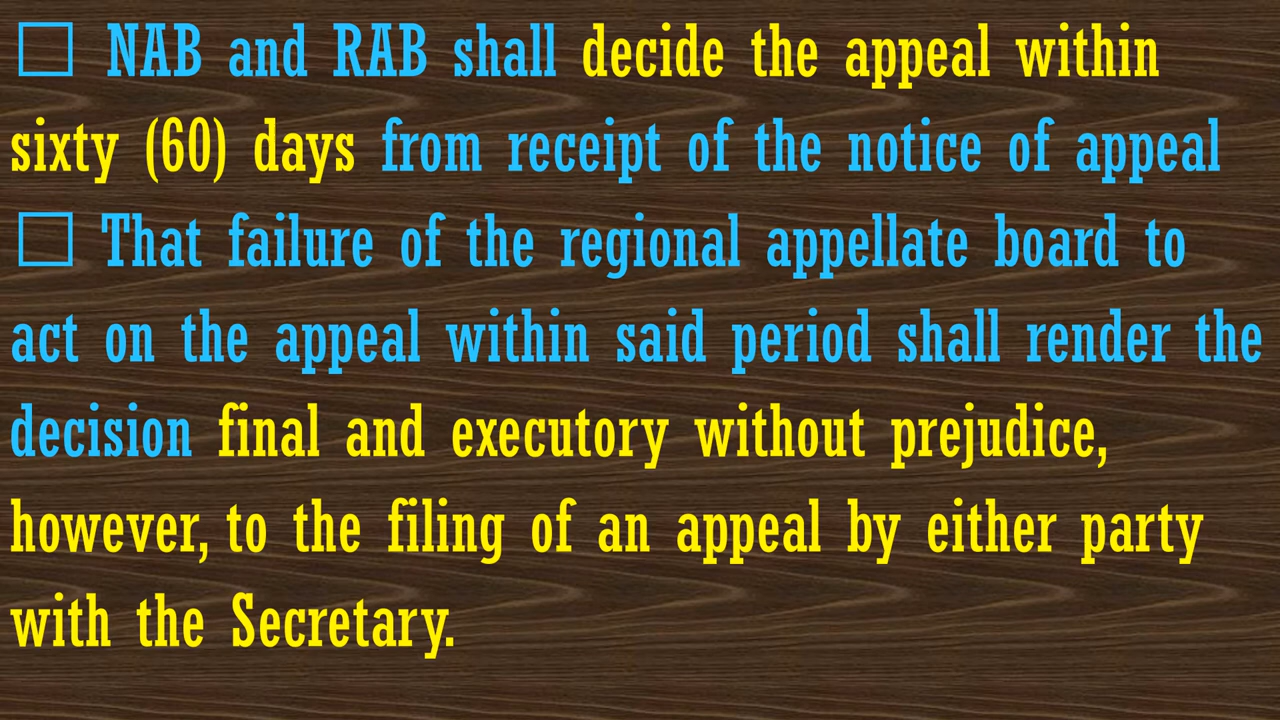 □ NAB and RAB shall decide the appeal within
sixty (60) days from receipt of the notice of appeal
□ That failure of the regional appellate board to
act on the appeal within said period shall render the
decision final and executory without prejudice,
however, to the filing of an appeal by either party
with the Secretary.